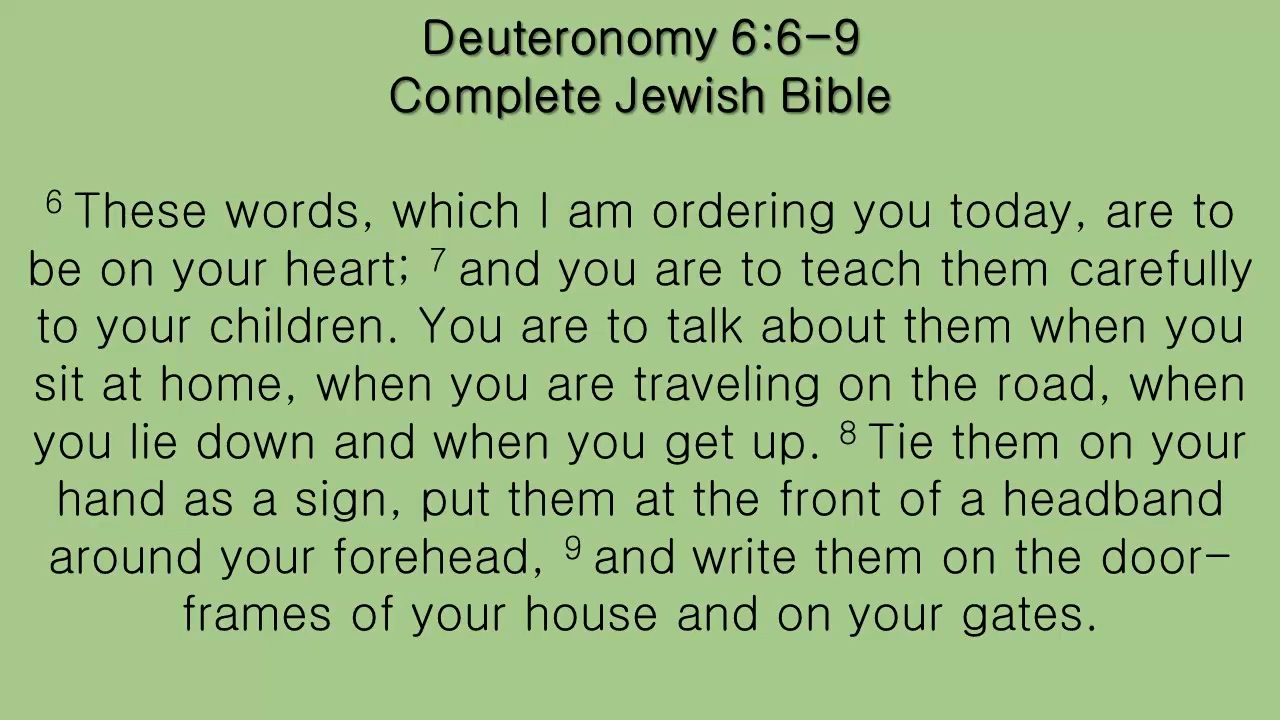 Deuteronomy 6:6-9
Complete Jewish Bible
6 These words, which I am ordering you today, are to
be on your heart; 7 and you are to teach them carefully
to your children. You are to talk about them when you
sit at home, when you are traveling on the road, when
you lie down and when you get up. 8 Tie them on your
hand as a sign, put them at the front of a headband
around your forehead, 9 and write them on the door-
frames of your house and on your gates.